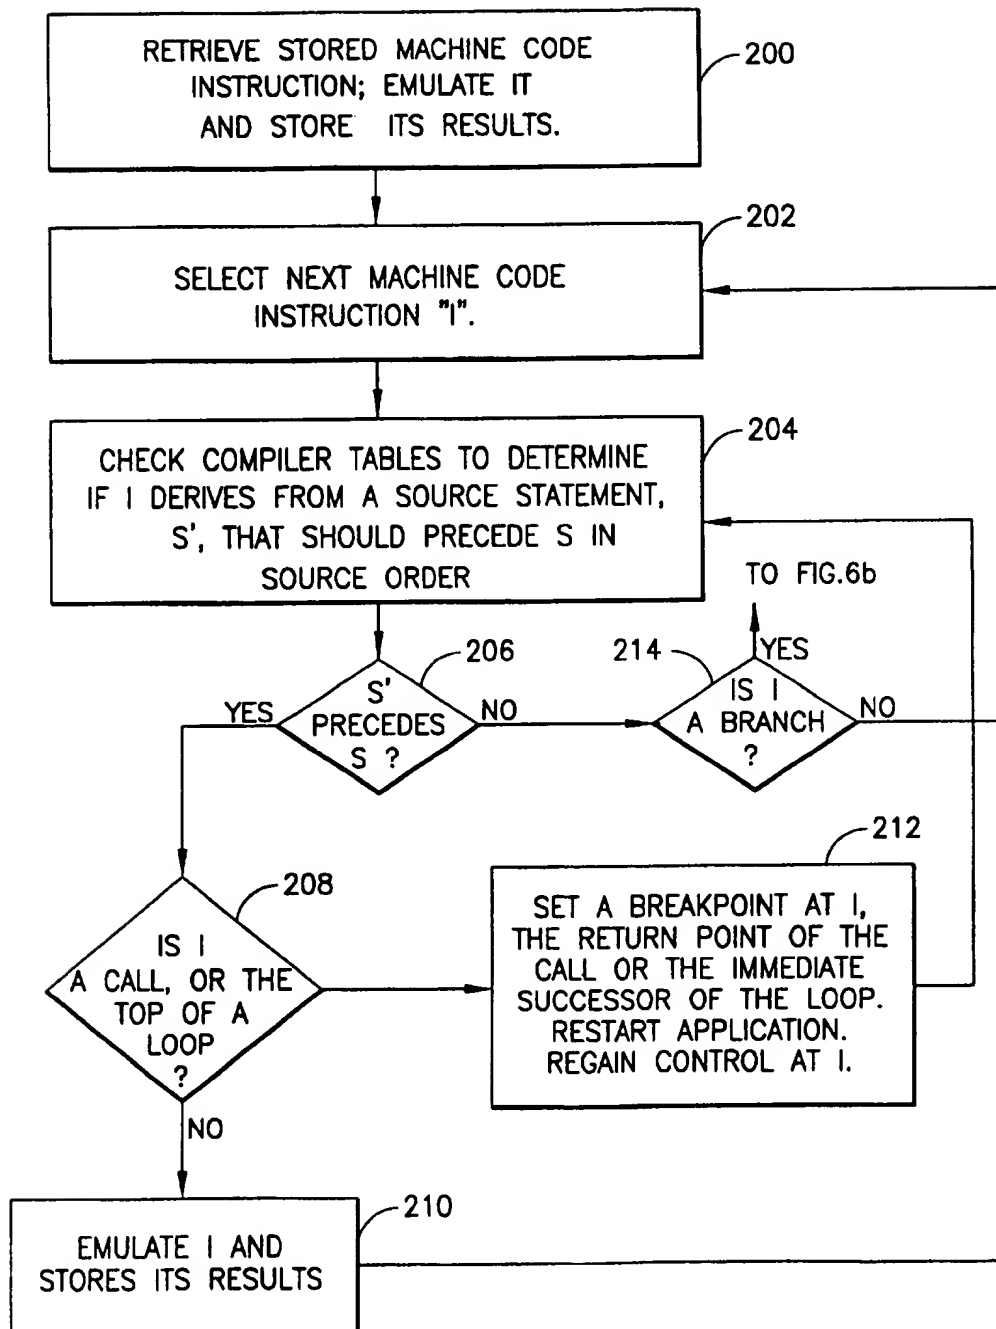 RETRIEVE STORED MACHINE CODE
INSTRUCTION; EMULATE IT
AND STORE ITS RESULTS.
200
202
SELECT NEXT MACHINE CODE
INSTRUCTION "I".
204
CHECK COMPILER TABLES TO DETERMINE
IF I DERIVES FROM A SOURCE STATEMENT,
S', THAT SHOULD PRECEDE S IN
SOURCE ORDER
TO FIG.6b
206
S'
PRECEDES
S ?
YES
NO
214
YES
IS I
A BRANCH
?
NO
208
IS I
A CALL, OR THE
TOP OF A
LOOP
?
NO
212
SET A BREAKPOINT AT I,
THE RETURN POINT OF THE
CALL OR THE IMMEDIATE
SUCCESSOR OF THE LOOP.
RESTART APPLICATION.
REGAIN CONTROL AT I.
210
EMULATE I AND
STORES ITS RESULTS